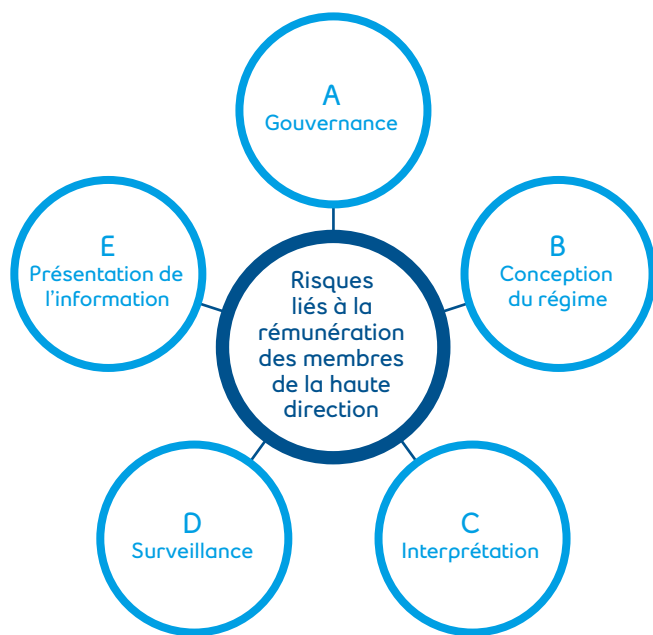 A
Gouvernance
B
Conception
du régime
C
Interprétation
D
Surveillance
E
Présentation de
l'information
Risques
liés à la
rémunération
des membres
de la haute
direction